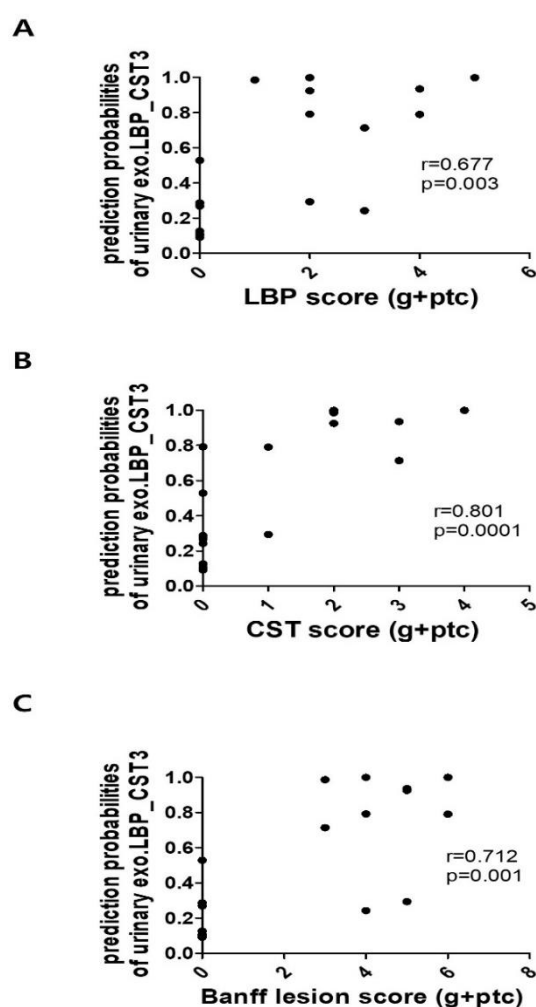 A
prediction probabilities
of urinary exo.LBP_CST3
1.0
0.8
0.6
0.4
0.2
0.0
r=0.677
p=0.003
0
2
4
6
LBP score (g+ptc)
B
prediction probabilities
of urinary exo.LBP_CST3
1.0
0.8
0.6
0.4
0.2
0.0
r=0.801
p=0.0001
0
1
2
3
4
5
CST score (g+ptc)
C
prediction probabilities
of urinary exo.LBP_CST3
1.0
0.8
0.6
0.4
0.2
0.0
r=0.712
p=0.001
0
2
4
6
8
Banff lesion score (g+ptc)